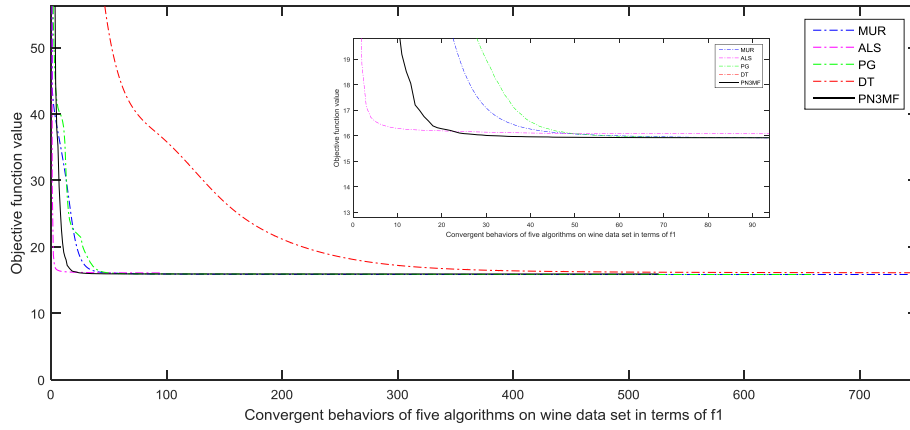 50
40
30
20
10
0
Objective function value
0 100 200 300 400 500 600 700
Convergent behaviors of five algorithms on wine data set in terms of f1
MUR
ALS
PG
DT
PN3MF
19
18
17
16
15
14
13
Objective function value
0 10 20 30 40 50 60 70 80 90
Convergent behaviors of five algorithms on wine data set in terms of f1
MUR
ALS
PG
DT
PN3MF